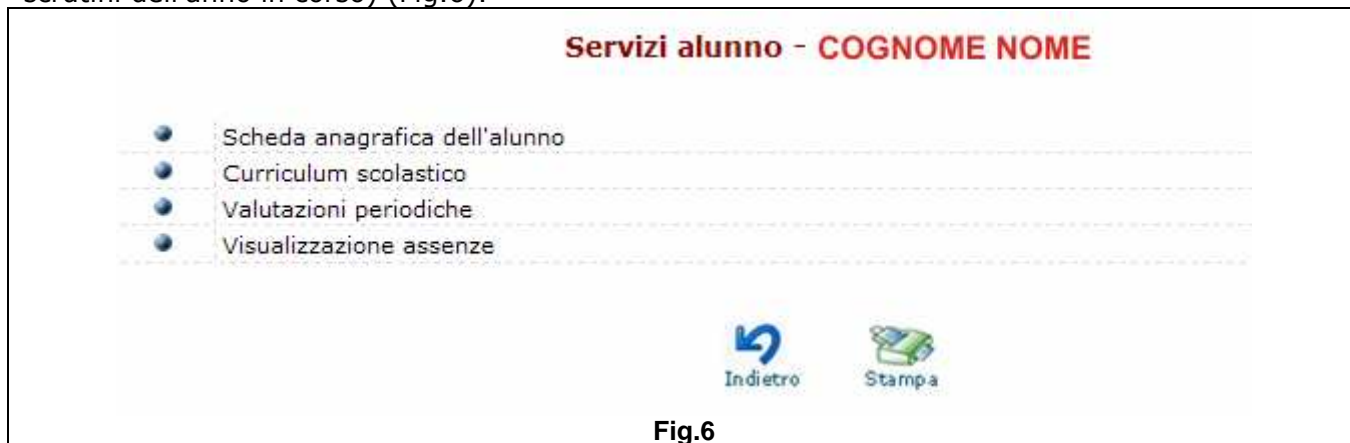 scrutini dell'anno in corso) (Fig.6).
Servizi alunno - COGNOME NOME
Scheda anagrafica dell'alunno
Curriculum scolastico
Valutazioni periodiche
Visualizzazione assenze
Indietro Stampa
Fig.6